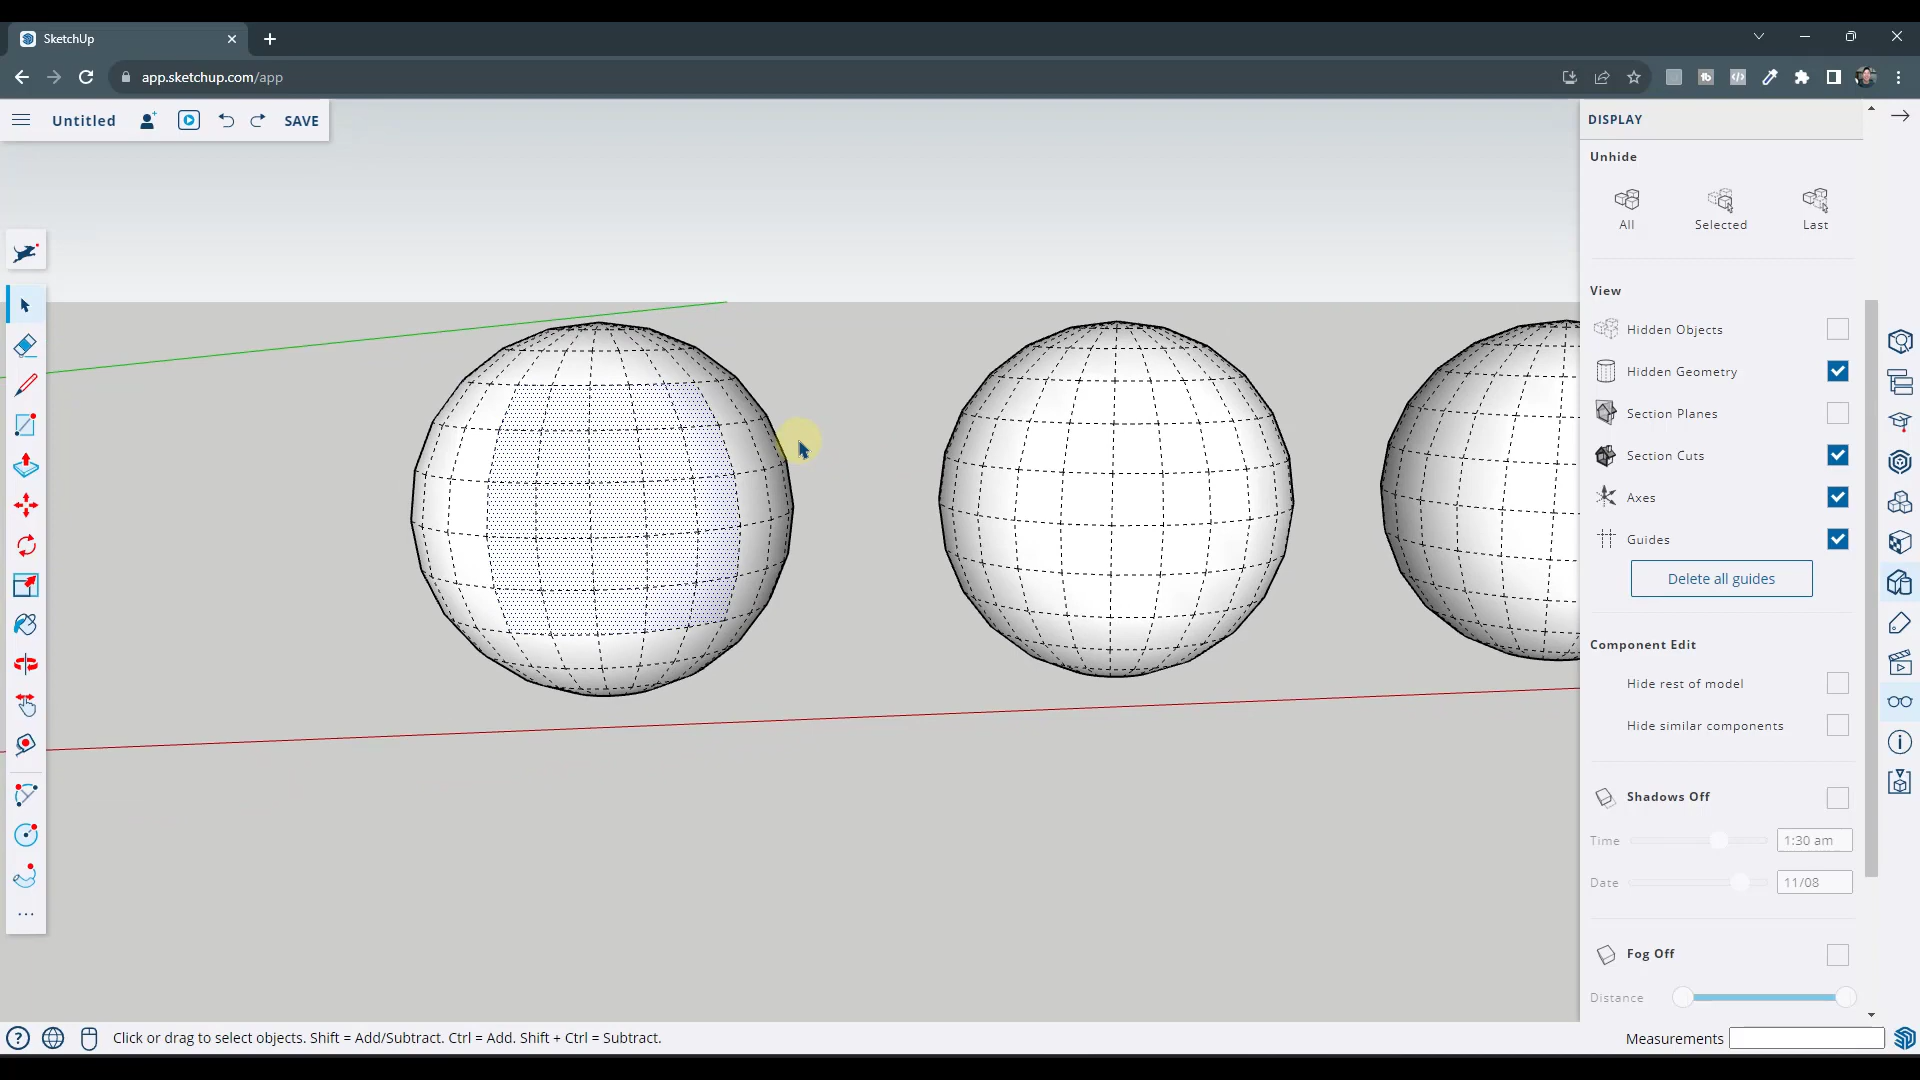 SketchUp
app.sketchup.com/app
Untitled
SAVE
DISPLAY
Unhide
All
Selected
Last
View
Hidden Objects
Hidden Geometry
Section Planes
Section Cuts
Axes
Guides
Delete all guides
Component Edit
Hide rest of model
Hide similar components
Shadows Off
Time
1:30 am
Date
11/08
Fog Off
Distance
Click or drag to select objects. Shift = Add/Subtract. Ctrl = Add. Shift + Ctrl = Subtract.
Measurements